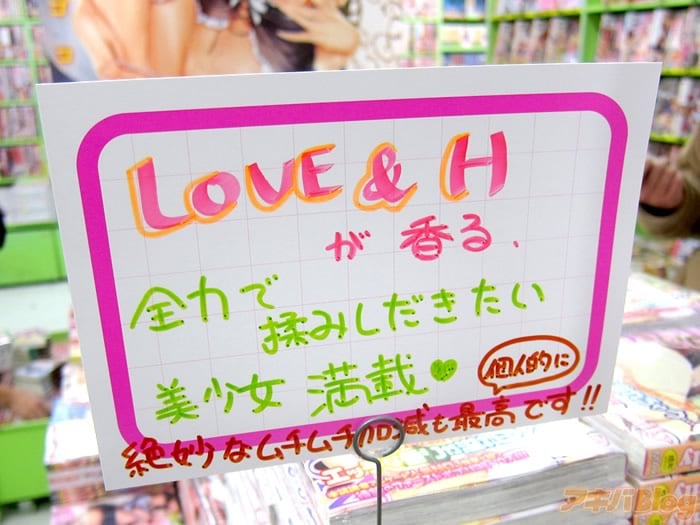 LOVE & H
が 香る、
全力で
揉みしだきたい
美少女 満載♥
個人的に
絶妙なムチムチ加減も最高です!!
アキバBlog